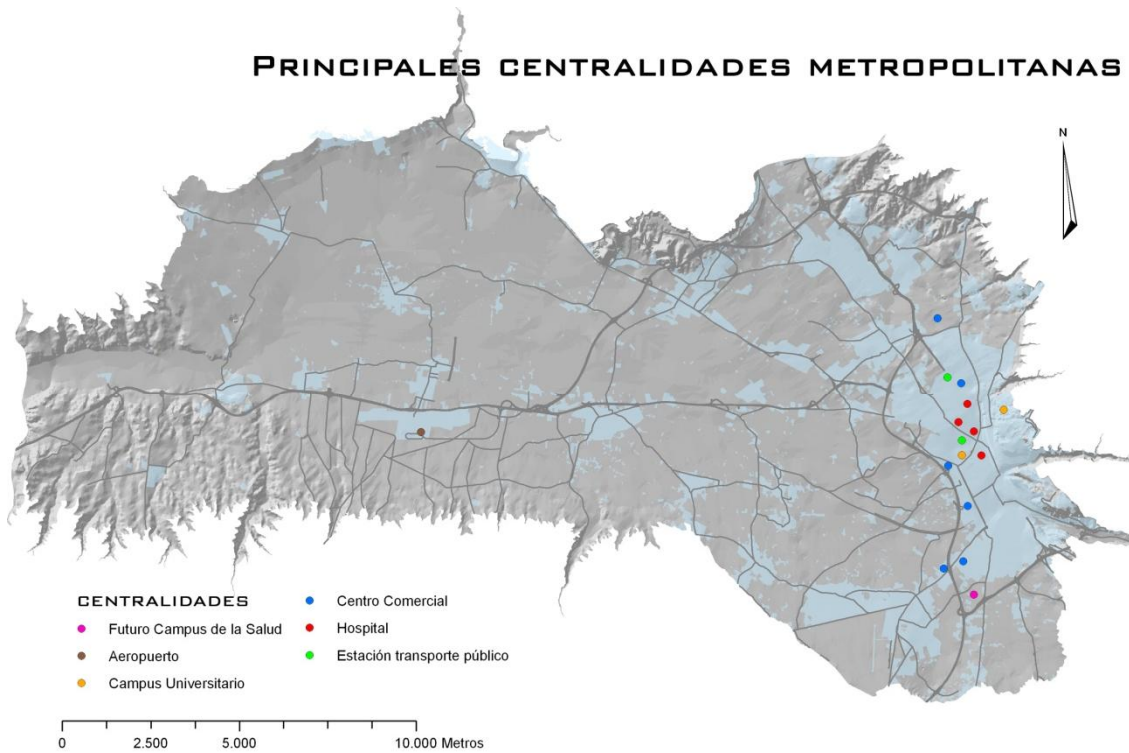 PRINCIPALES CENTRALIDADES METROPOLITANAS
N
CENTRALIDADES
Futuro Campus de la Salud
Aeropuerto
Campus Universitario
Centro Comercial
Hospital
Estación transporte público
0 2.500 5.000 10.000 Metros